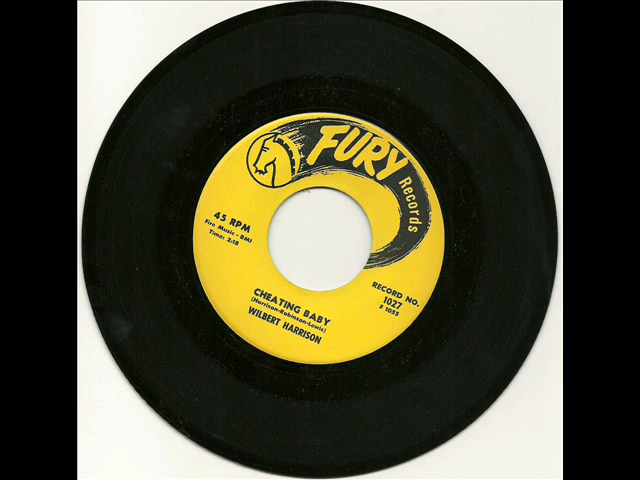 FURY
Records
45 RPM
Fire Music - BMI
Time: 2:18
RECORD NO.
1027
F 1055
CHEATING BABY
(Harrison-Robinson-Lewis)
WILBERT HARRISON